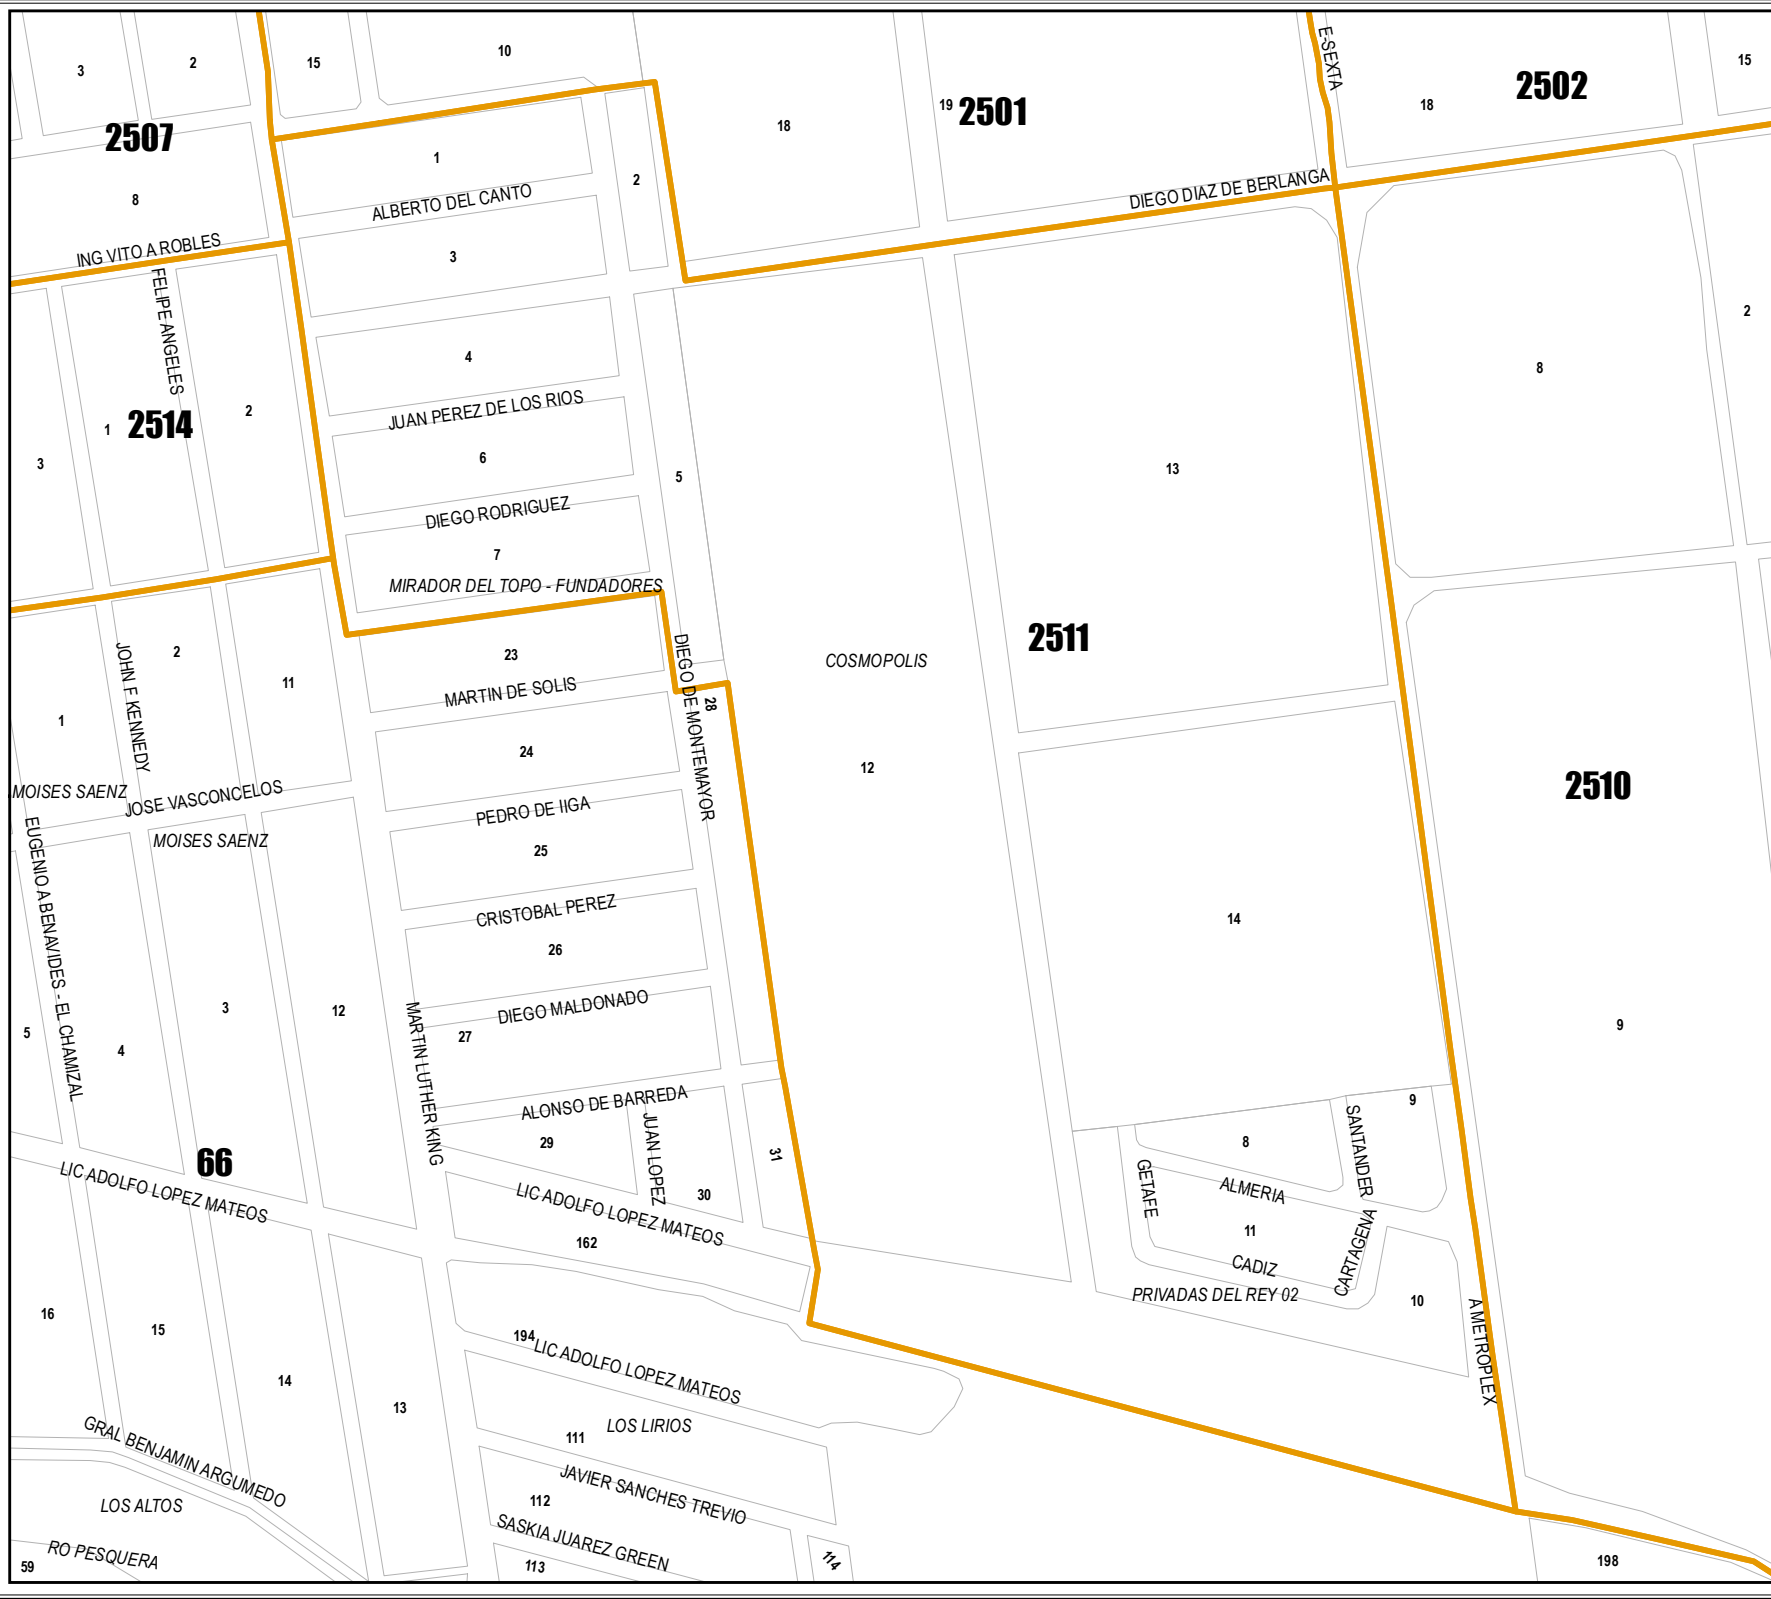 3
2
15
10
E-SEXTA
2502
15
18
19
2501
18
2507
1
2
8
ALBERTO DEL CANTO
DIEGO DIAZ DE BERLANGA
ING VITO A ROBLES
3
FELIPE ANGELES
2
4
8
1
2514
2
JUAN PEREZ DE LOS RIOS
3
6
5
13
DIEGO RODRIGUEZ
7
MIRADOR DEL TOPO - FUNDADORES
2511
JOHN F KENNEDY
2
23
COSMOPOLIS
11
MARTIN DE SOLIS
DIEGO DE MONTEMAYOR
28
1
24
12
2510
MOISES SAENZ
JOSE VASCONCELOS
PEDRO DE IIGA
MOISES SAENZ
25
EUGENIO A BENAVIDES - EL CHAMIZAL
CRISTOBAL PEREZ
14
26
3
12
DIEGO MALDONADO
9
5
4
27
MARTIN LUTHER KING
ALONSO DE BARREDA
9
SANTANDER
29
JUAN LOPEZ
31
8
66
LIC ADOLFO LOPEZ MATEOS
GETAFE
ALMERIA
30
LIC ADOLFO LOPEZ MATEOS
11
162
CARTAGENA
CADIZ
PRIVADAS DEL REY 02
10
16
15
194
LIC ADOLFO LOPEZ MATEOS
A METROPLEX
14
13
LOS LIRIOS
111
GRAL BENJAMIN ARGUMEDO
JAVIER SANCHES TREVIO
LOS ALTOS
112
SASKIA JUAREZ GREEN
RO PESQUERA
59
113
114
198